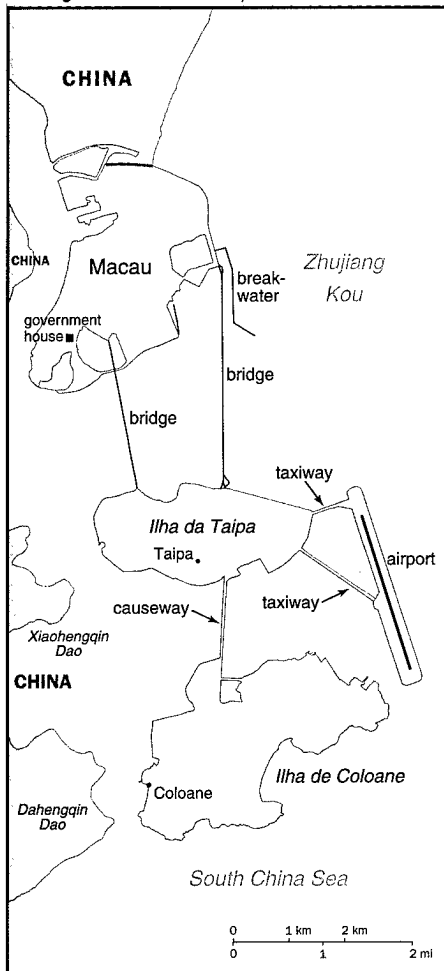 CHINA
CHINA
Macau
Zhujiang
Kou
break-
water
government
house
bridge
bridge
taxiway
Ilha da Taipa
Taipa
airport
causeway
taxiway
Xiaohengqin
Dao
CHINA
Ilha de Coloane
Coloane
Dahengqin
Dao
South China Sea
0 1 km 2 km
0 1 2 mi